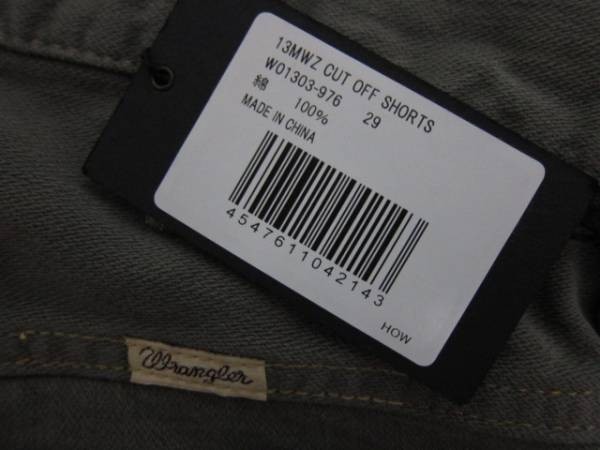 13MWZ CUT OFF SHORTS
W01303-976 29
綿 100%
MADE IN CHINA
4547611042143
HOW
Wrangler